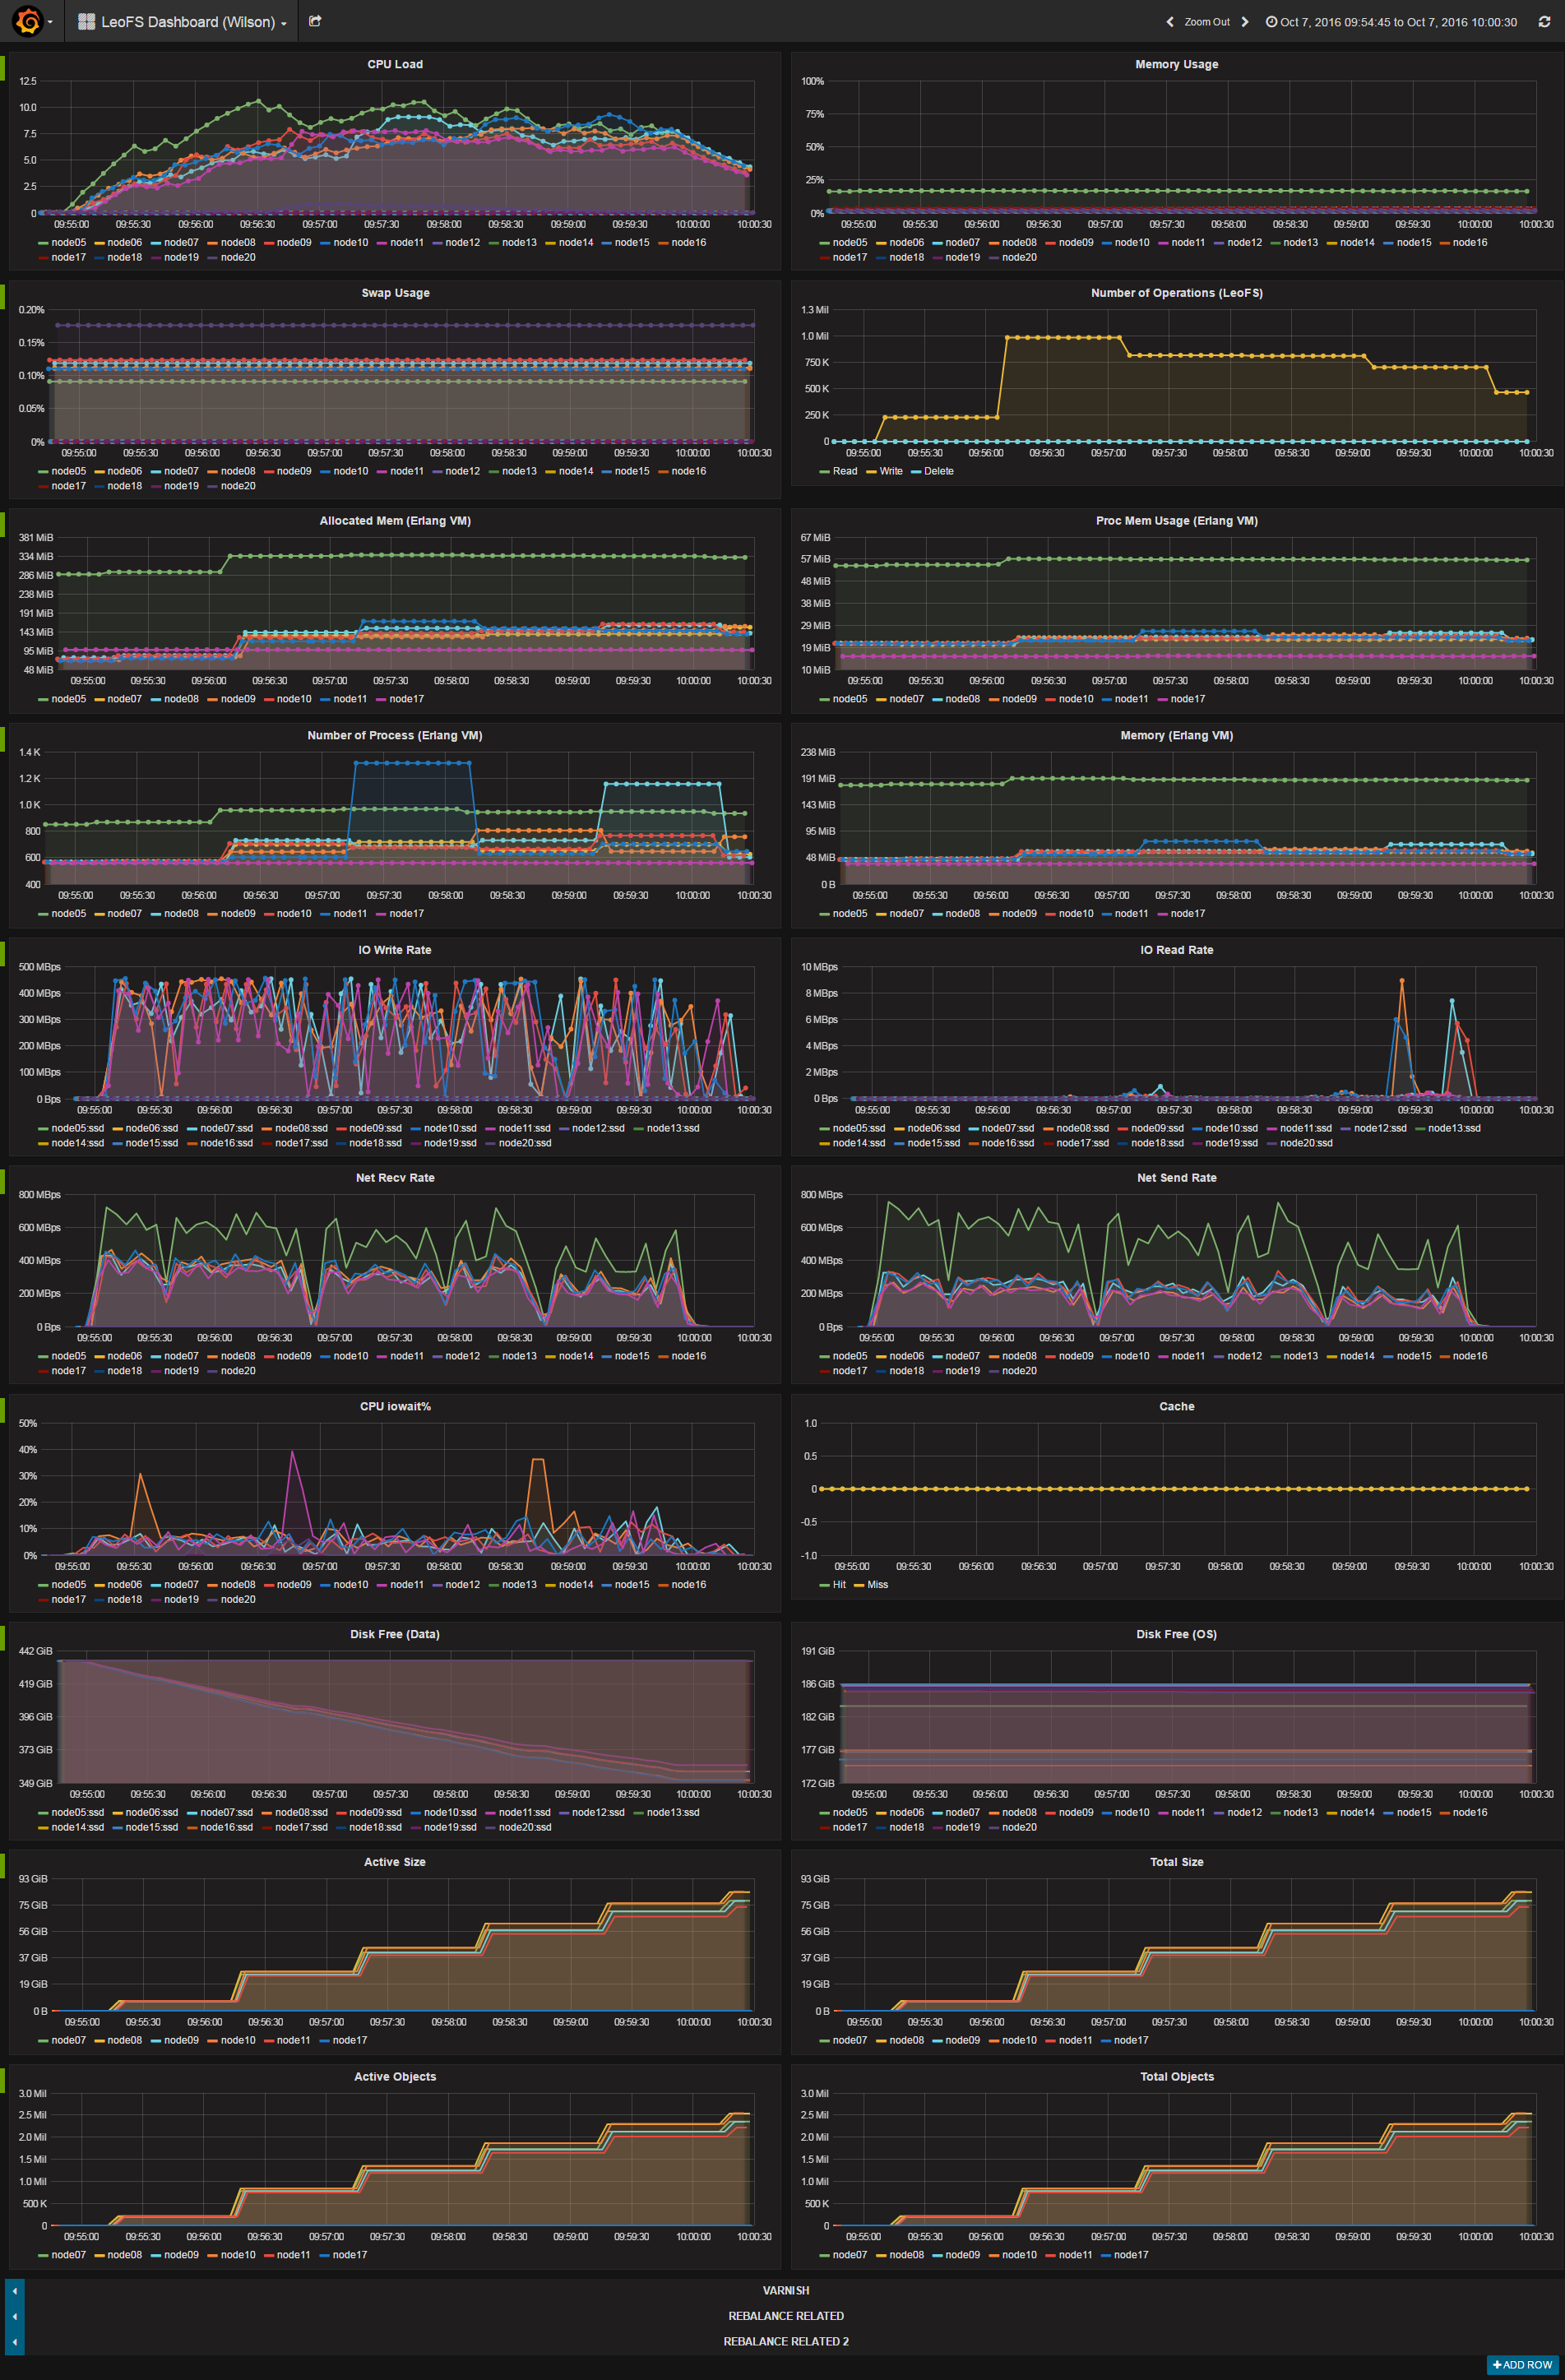 LeoFS Dashboard (Wilson)
Zoom Out
Oct 7, 2016 09:54:45 to Oct 7, 2016 10:00:30
CPU Load
12.5
10.0
7.5
5.0
2.5
0
09:55:00 09:55:30 09:56:00 09:56:30 09:57:00 09:57:30 09:58:00 09:58:30 09:59:00 09:59:30 10:00:00 10:00:30
node05 node06 node07 node08 node09 node10 node11 node12 node13 node14 node15 node16
node17 node18 node19 node20
Memory Usage
100%
75%
50%
25%
0%
09:55:00 09:55:30 09:56:00 09:56:30 09:57:00 09:57:30 09:58:00 09:58:30 09:59:00 09:59:30 10:00:00 10:00:30
node05 node06 node07 node08 node09 node10 node11 node12 node13 node14 node15 node16
node17 node18 node19 node20
Swap Usage
0.20%
0.15%
0.10%
0.05%
0%
09:55:00 09:55:30 09:56:00 09:56:30 09:57:00 09:57:30 09:58:00 09:58:30 09:59:00 09:59:30 10:00:00 10:00:30
node05 node06 node07 node08 node09 node10 node11 node12 node13 node14 node15 node16
node17 node18 node19 node20
Number of Operations (LeoFS)
1.3 Mil
1.0 Mil
750 K
500 K
250 K
0
09:55:00 09:55:30 09:56:00 09:56:30 09:57:00 09:57:30 09:58:00 09:58:30 09:59:00 09:59:30 10:00:00 10:00:30
Read Write Delete
Allocated Mem (Erlang VM)
381 MiB
334 MiB
286 MiB
238 MiB
191 MiB
143 MiB
95 MiB
48 MiB
09:55:00 09:55:30 09:56:00 09:56:30 09:57:00 09:57:30 09:58:00 09:58:30 09:59:00 09:59:30 10:00:00 10:00:30
node05 node07 node08 node09 node10 node11 node17
Proc Mem Usage (Erlang VM)
67 MiB
57 MiB
48 MiB
38 MiB
29 MiB
19 MiB
10 MiB
09:55:00 09:55:30 09:56:00 09:56:30 09:57:00 09:57:30 09:58:00 09:58:30 09:59:00 09:59:30 10:00:00 10:00:30
node05 node07 node08 node09 node10 node11 node17
Number of Process (Erlang VM)
1.4 K
1.2 K
1.0 K
800
600
400
09:55:00 09:55:30 09:56:00 09:56:30 09:57:00 09:57:30 09:58:00 09:58:30 09:59:00 09:59:30 10:00:00 10:00:30
node05 node07 node08 node09 node10 node11 node17
Memory (Erlang VM)
238 MiB
191 MiB
143 MiB
95 MiB
48 MiB
0 B
09:55:00 09:55:30 09:56:00 09:56:30 09:57:00 09:57:30 09:58:00 09:58:30 09:59:00 09:59:30 10:00:00 10:00:30
node05 node07 node08 node09 node10 node11 node17
IO Write Rate
500 MBps
400 MBps
300 MBps
200 MBps
100 MBps
0 Bps
09:55:00 09:55:30 09:56:00 09:56:30 09:57:00 09:57:30 09:58:00 09:58:30 09:59:00 09:59:30 10:00:00 10:00:30
node05:ssd node06:ssd node07:ssd node08:ssd node09:ssd node10:ssd node11:ssd node12:ssd node13:ssd
node14:ssd node15:ssd node16:ssd node17:ssd node18:ssd node19:ssd node20:ssd
IO Read Rate
10 MBps
8 MBps
6 MBps
4 MBps
2 MBps
0 Bps
09:55:00 09:55:30 09:56:00 09:56:30 09:57:00 09:57:30 09:58:00 09:58:30 09:59:00 09:59:30 10:00:00 10:00:30
node05:ssd node06:ssd node07:ssd node08:ssd node09:ssd node10:ssd node11:ssd node12:ssd node13:ssd
node14:ssd node15:ssd node16:ssd node17:ssd node18:ssd node19:ssd node20:ssd
Net Recv Rate
800 MBps
600 MBps
400 MBps
200 MBps
0 Bps
09:55:00 09:55:30 09:56:00 09:56:30 09:57:00 09:57:30 09:58:00 09:58:30 09:59:00 09:59:30 10:00:00 10:00:30
node05 node06 node07 node08 node09 node10 node11 node12 node13 node14 node15 node16
node17 node18 node19 node20
Net Send Rate
800 MBps
600 MBps
400 MBps
200 MBps
0 Bps
09:55:00 09:55:30 09:56:00 09:56:30 09:57:00 09:57:30 09:58:00 09:58:30 09:59:00 09:59:30 10:00:00 10:00:30
node05 node06 node07 node08 node09 node10 node11 node12 node13 node14 node15 node16
node17 node18 node19 node20
CPU iowait%
50%
40%
30%
20%
10%
0%
09:55:00 09:55:30 09:56:00 09:56:30 09:57:00 09:57:30 09:58:00 09:58:30 09:59:00 09:59:30 10:00:00 10:00:30
node05 node06 node07 node08 node09 node10 node11 node12 node13 node14 node15 node16
node17 node18 node19 node20
Cache
1.0
0.5
0
-0.5
-1.0
09:55:00 09:55:30 09:56:00 09:56:30 09:57:00 09:57:30 09:58:00 09:58:30 09:59:00 09:59:30 10:00:00 10:00:30
Hit Miss
Disk Free (Data)
442 GiB
419 GiB
396 GiB
373 GiB
349 GiB
09:55:00 09:55:30 09:56:00 09:56:30 09:57:00 09:57:30 09:58:00 09:58:30 09:59:00 09:59:30 10:00:00 10:00:30
node05:ssd node06:ssd node07:ssd node08:ssd node09:ssd node10:ssd node11:ssd node12:ssd node13:ssd
node14:ssd node15:ssd node16:ssd node17:ssd node18:ssd node19:ssd node20:ssd
Disk Free (OS)
191 GiB
186 GiB
182 GiB
177 GiB
172 GiB
09:55:00 09:55:30 09:56:00 09:56:30 09:57:00 09:57:30 09:58:00 09:58:30 09:59:00 09:59:30 10:00:00 10:00:30
node05 node06 node07 node08 node09 node10 node11 node12 node13 node14 node15 node16
node17 node18 node19 node20
Active Size
93 GiB
75 GiB
56 GiB
37 GiB
19 GiB
0 B
09:55:00 09:55:30 09:56:00 09:56:30 09:57:00 09:57:30 09:58:00 09:58:30 09:59:00 09:59:30 10:00:00 10:00:30
node07 node08 node09 node10 node11 node17
Total Size
93 GiB
75 GiB
56 GiB
37 GiB
19 GiB
0 B
09:55:00 09:55:30 09:56:00 09:56:30 09:57:00 09:57:30 09:58:00 09:58:30 09:59:00 09:59:30 10:00:00 10:00:30
node07 node08 node09 node10 node11 node17
Active Objects
3.0 Mil
2.5 Mil
2.0 Mil
1.5 Mil
1.0 Mil
500 K
0
09:55:00 09:55:30 09:56:00 09:56:30 09:57:00 09:57:30 09:58:00 09:58:30 09:59:00 09:59:30 10:00:00 10:00:30
node07 node08 node09 node10 node11 node17
Total Objects
3.0 Mil
2.5 Mil
2.0 Mil
1.5 Mil
1.0 Mil
500 K
0
09:55:00 09:55:30 09:56:00 09:56:30 09:57:00 09:57:30 09:58:00 09:58:30 09:59:00 09:59:30 10:00:00 10:00:30
node07 node08 node09 node10 node11 node17
VARNISH
REBALANCE RELATED
REBALANCE RELATED 2
+ADD ROW